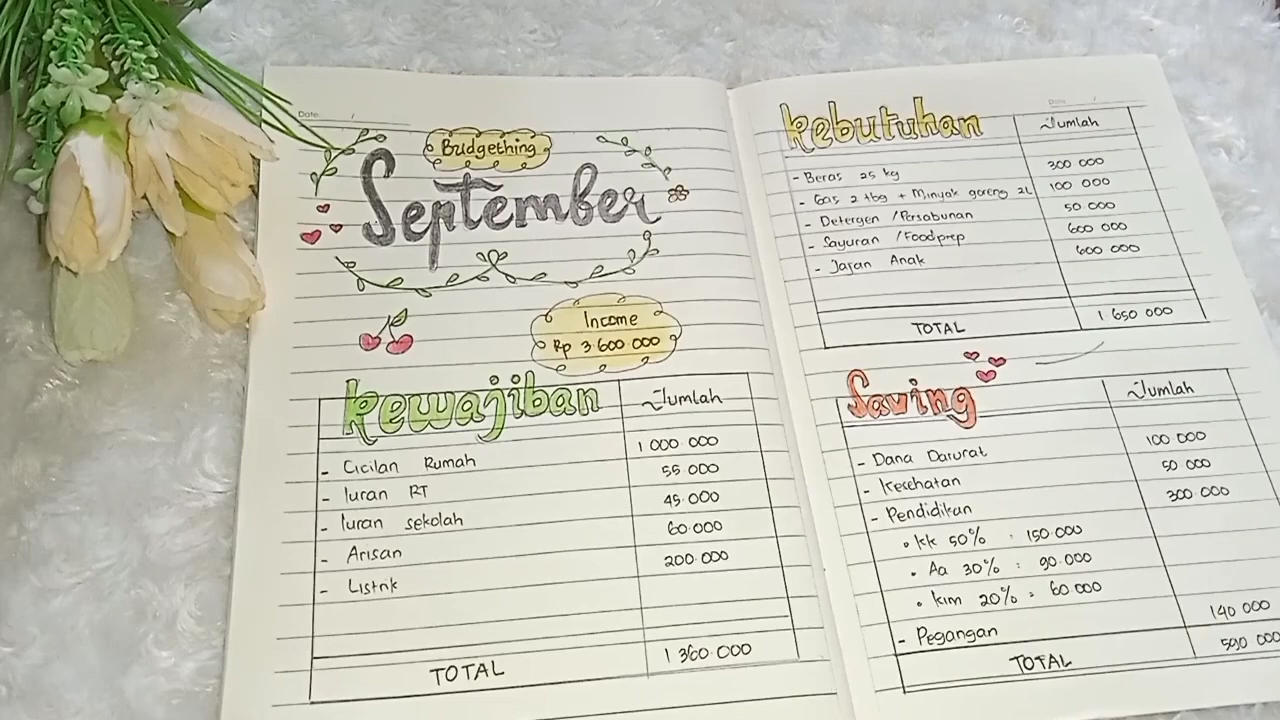 Date. /
Budgething
September
Income
Rp 3.600.000
Kewajiban Jumlah
- Cicilan Rumah 1 000 000
- Iuran RT 55 000
- Iuran sekolah 45.000
- Arisan 60.000
- Listrik 200.000
TOTAL 1 360.000
Date. /
Kebutuhan Jumlah
- Beras 25 kg 300 000
- Gas 2 tbg + Minyak goreng 2L 100 000
- Detergen /Persabunan 50 000
- Sayuran /Foodprep 600 000
- Jajan Anak 600 000
TOTAL 1 650 000
Saving Jumlah
- Dana Darurat 100 000
- Kesehatan 50 000
- Pendidikan 300 000
• KK 50% : 150.000
• Aa 30% : 90.000
• Kim 20% : 60 000
- Pegangan 140 000
TOTAL 590 000